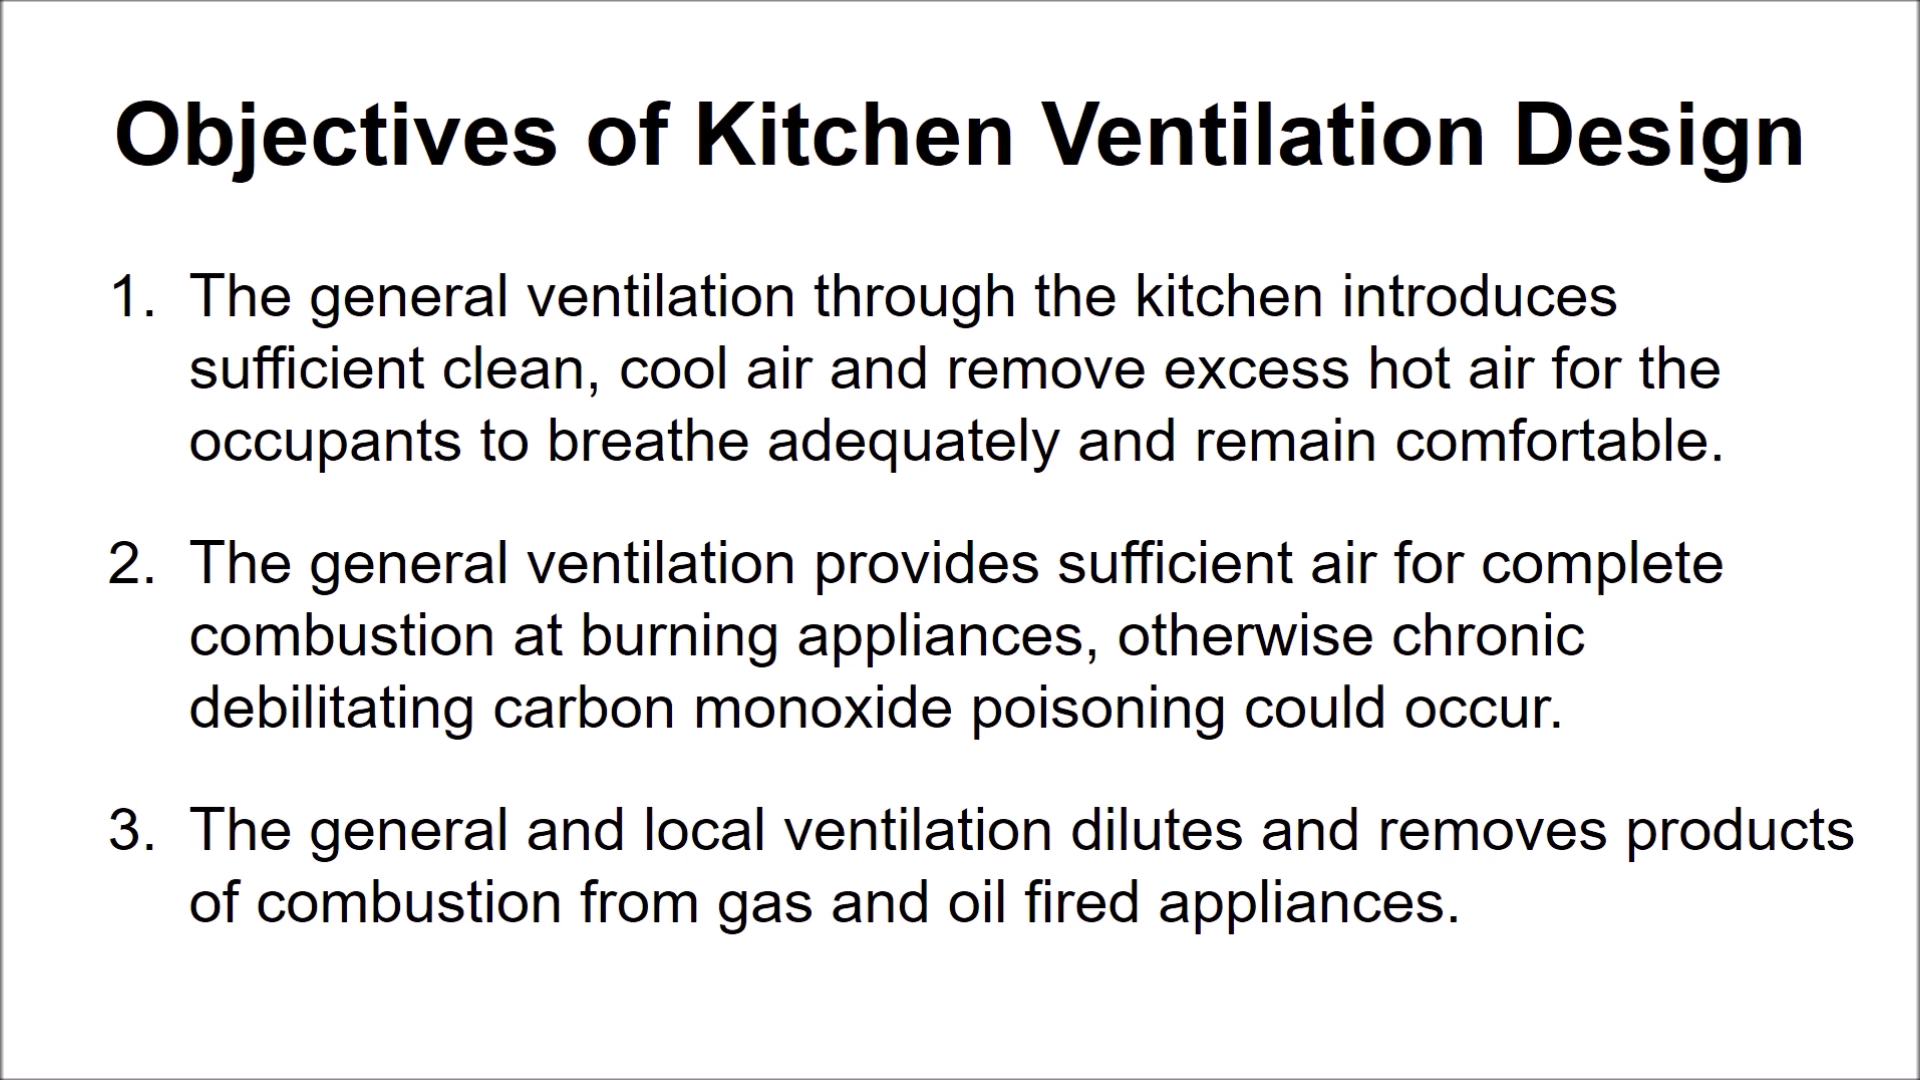 Objectives of Kitchen Ventilation Design
1. The general ventilation through the kitchen introduces
sufficient clean, cool air and remove excess hot air for the
occupants to breathe adequately and remain comfortable.
2. The general ventilation provides sufficient air for complete
combustion at burning appliances, otherwise chronic
debilitating carbon monoxide poisoning could occur.
3. The general and local ventilation dilutes and removes products
of combustion from gas and oil fired appliances.